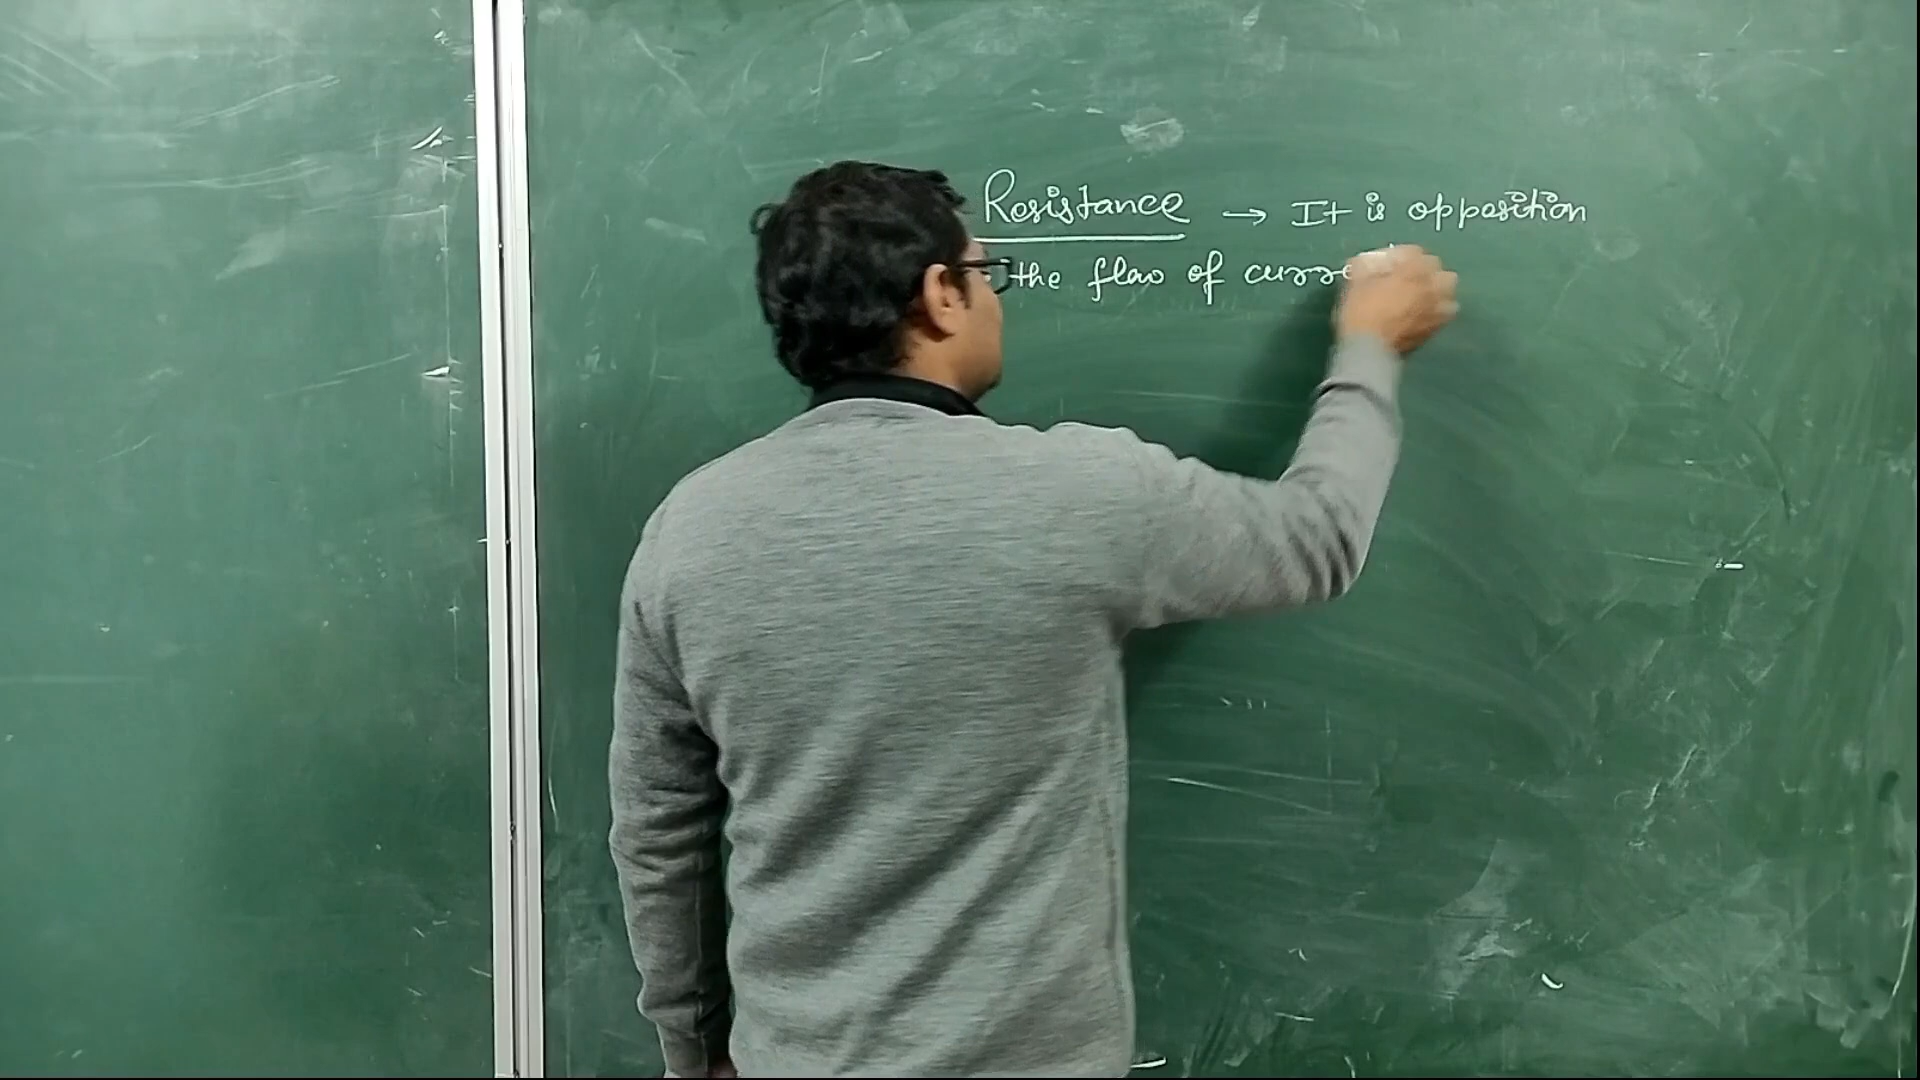 Resistance → It is opposition
the flow of curre